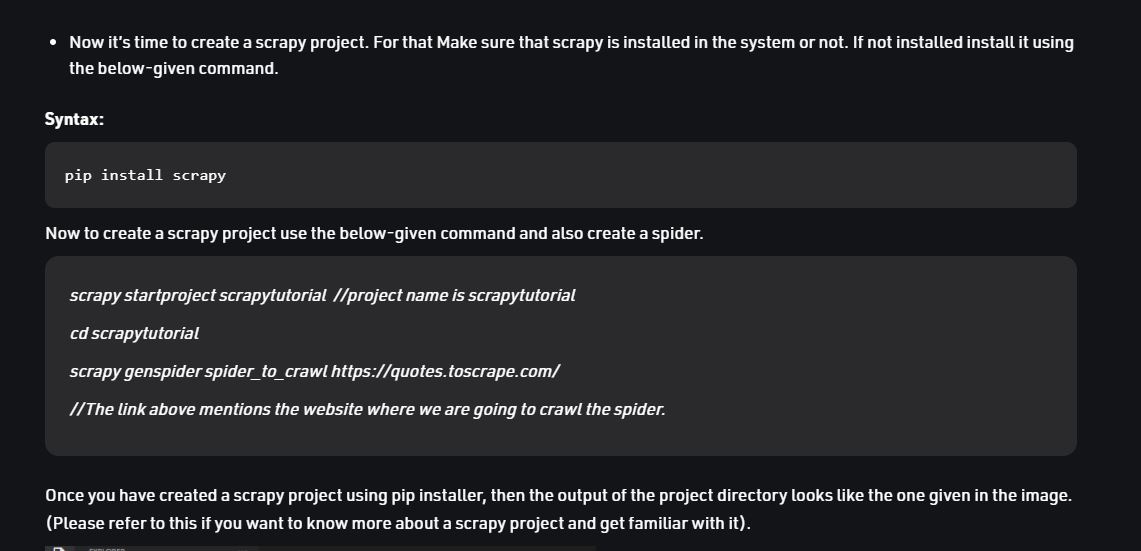 Now it's time to create a scrapy project. For that Make sure that scrapy is installed in the system or not. If not installed install it using
the below-given command.
Syntax:
pip install scrapy
Now to create a scrapy project use the below-given command and also create a spider.
scrapy startproject scrapytutorial //project name is scrapytutorial
cd scrapytutorial
scrapy genspider spider_to_crawl https://quotes.toscrape.com/
//The link above mentions the website where we are going to crawl the spider.
Once you have created a scrapy project using pip installer, then the output of the project directory looks like the one given in the image.
(Please refer to this if you want to know more about a scrapy project and get familiar with it).